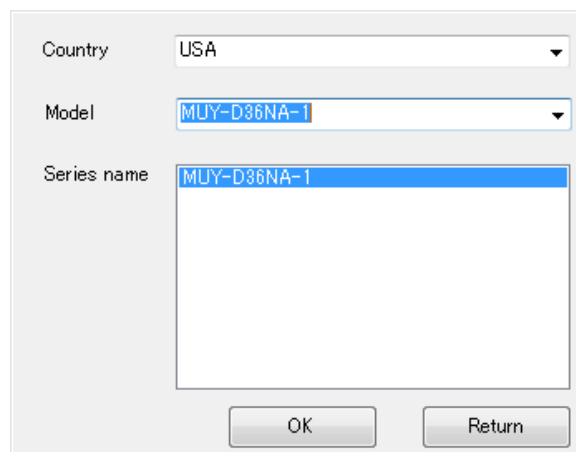 Country USA
Model MUY-D36NA-1
Series name MUY-D36NA-1
OK Return